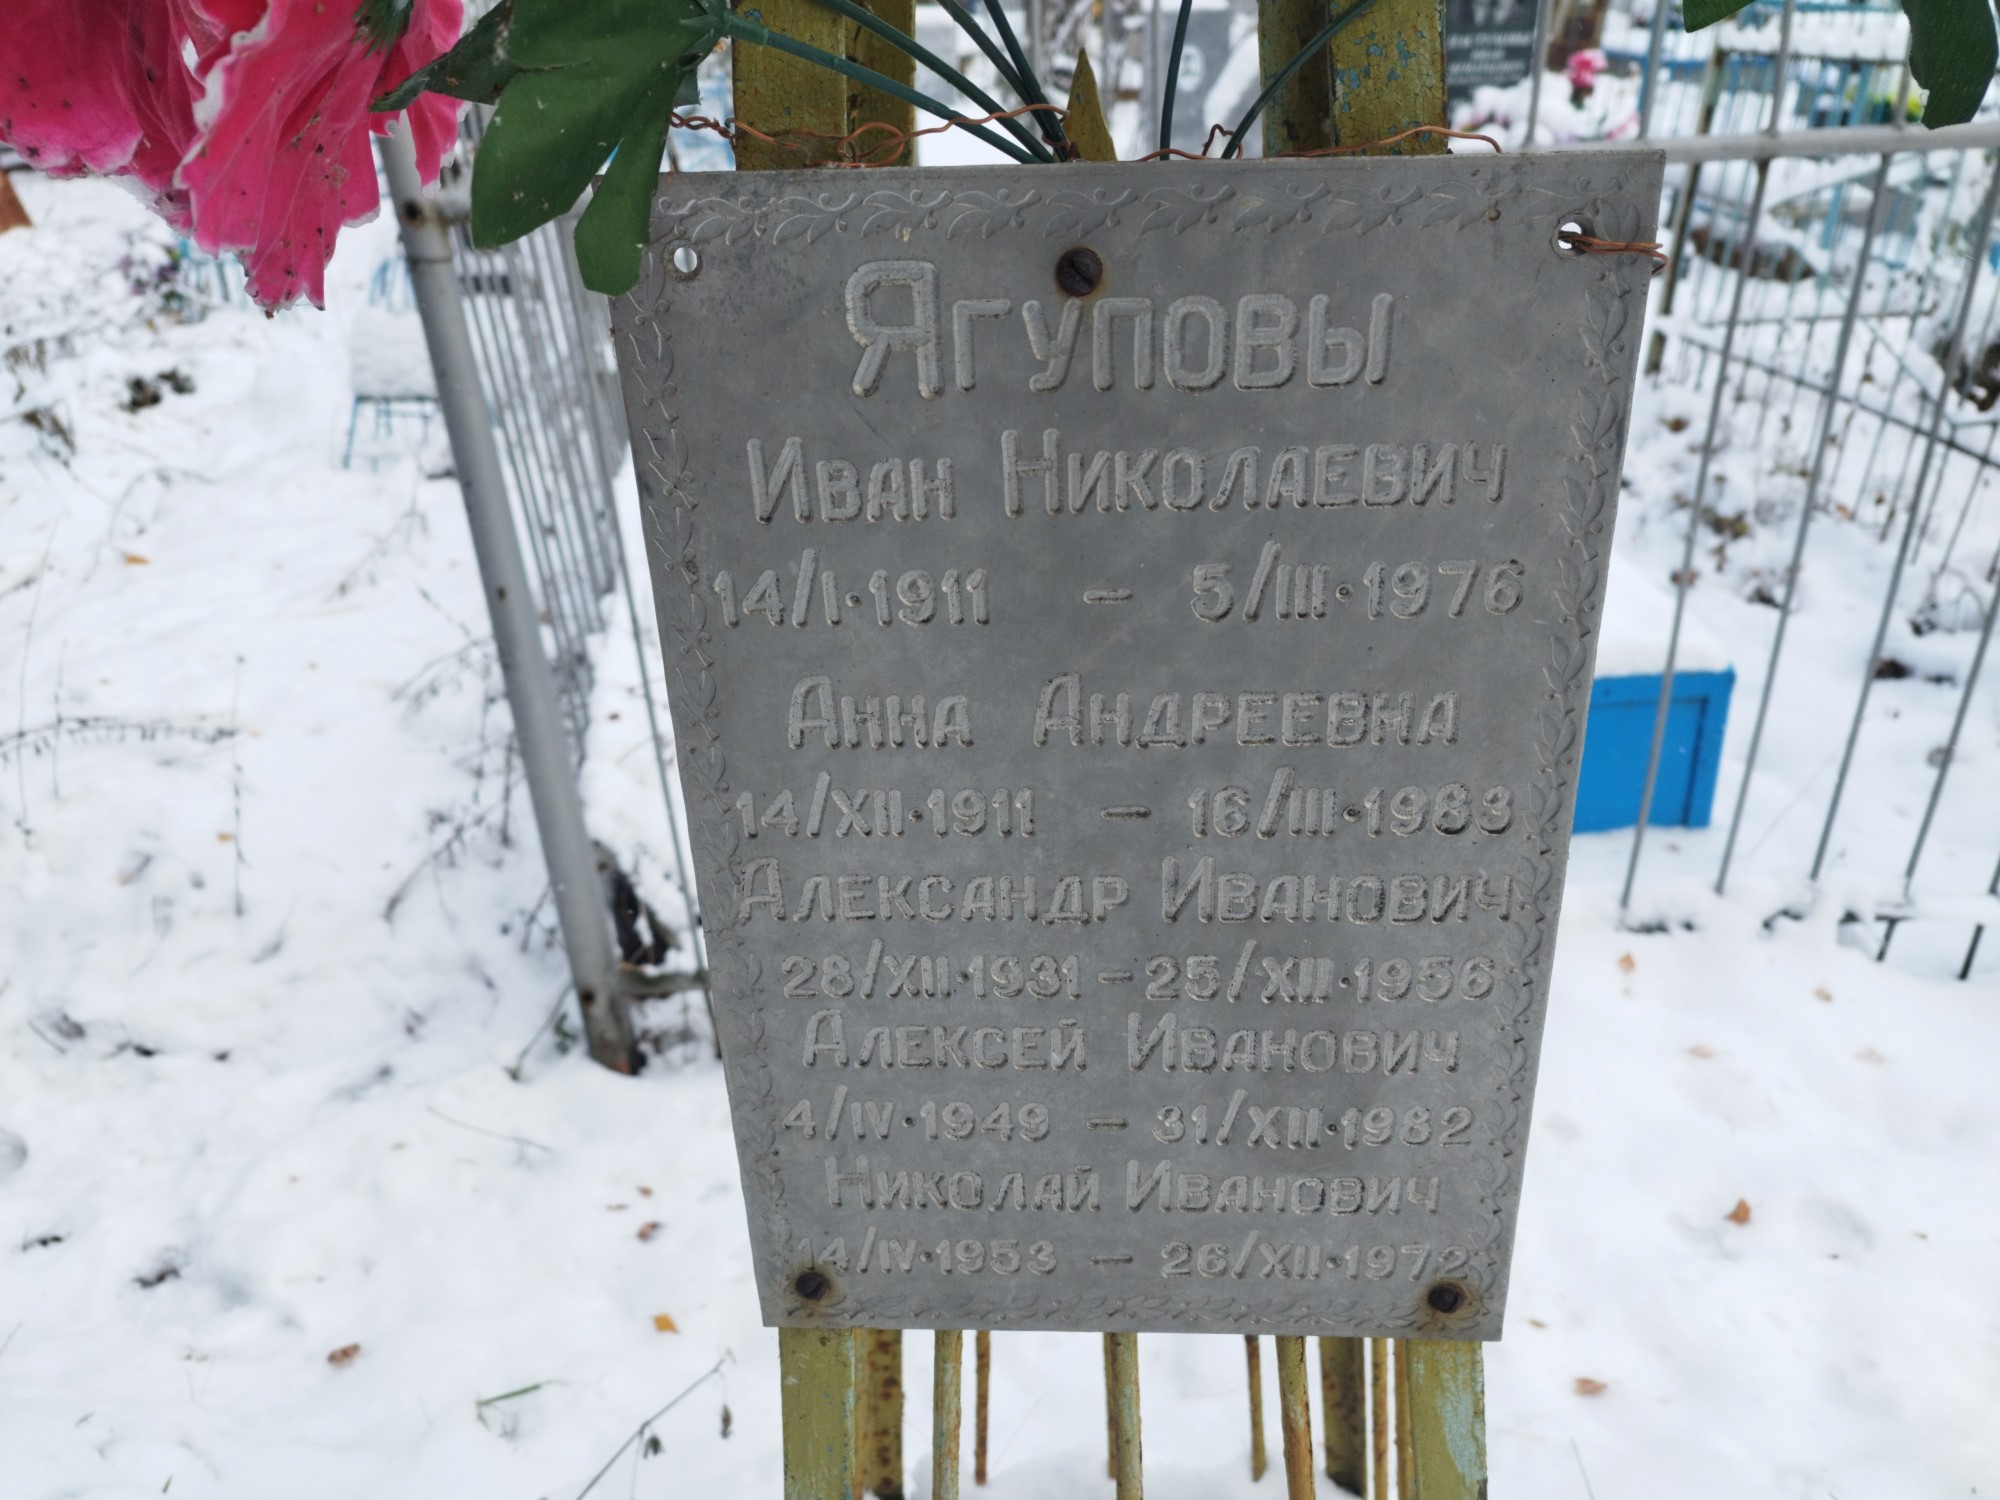 Ягуповы
Иван Николаевич
14/I·1911 – 5/III·1976
Анна Андреевна
14/XII·1911 – 16/III·1983
Александр Иванович
28/XII·1931 – 25/XII·1956
Алексей Иванович
4/IV·1949 – 31/XII·1982
Николай Иванович
14/IV·1953 – 26/XII·1972